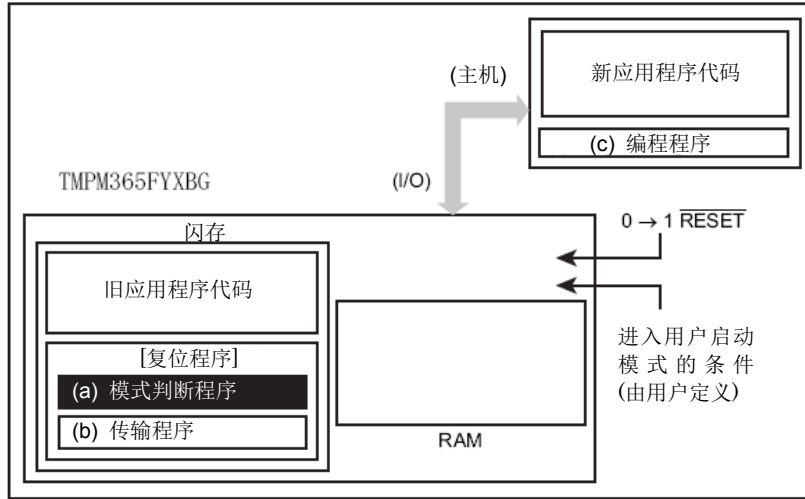 (主机)
新应用程序代码
(c) 编程程序
TMPM365FYXBG
(I/O)
闪存
0 → 1 RESET
旧应用程序代码
[复位程序]
(a) 模式判断程序
(b) 传输程序
RAM
进入用户启动
模式的条件
(由用户定义)